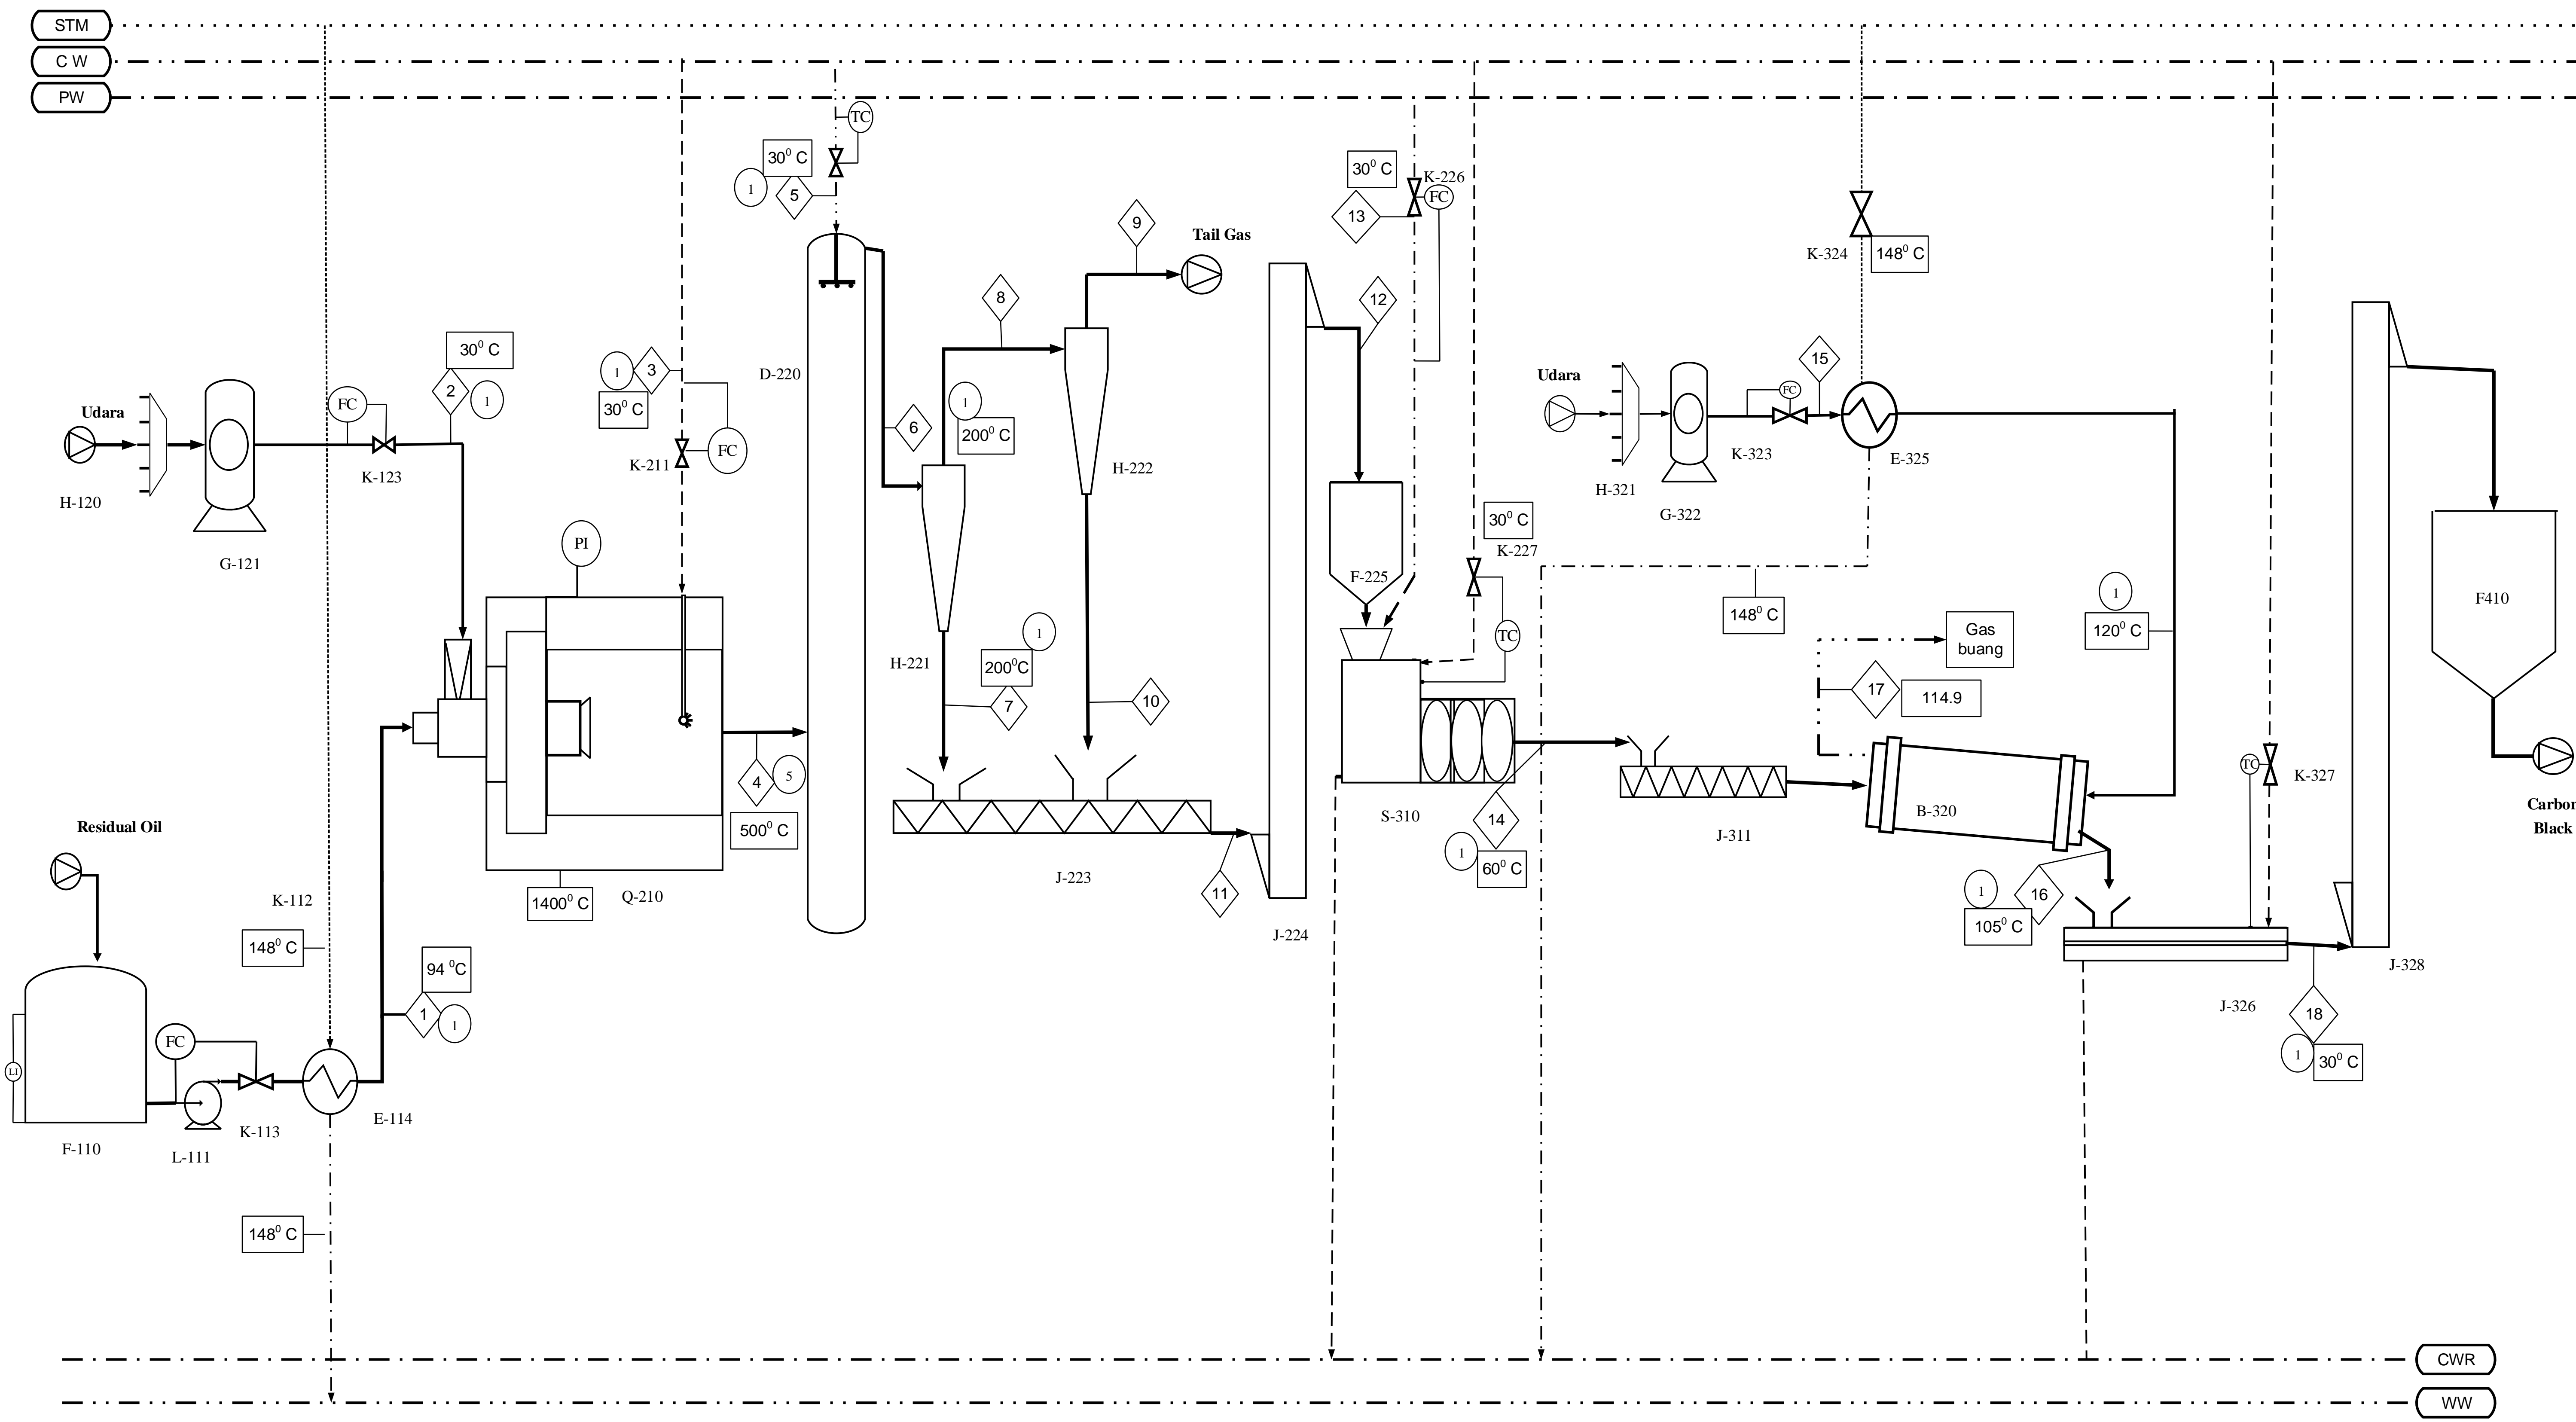 STM
C W
PW
TC
30⁰ C
1
5
30⁰ C
K-226
FC
13
9
Tail Gas
K-324
148⁰ C
8
12
30⁰ C
2
1
FC
Udara
K-123
H-120
G-121
1
3
30⁰ C
K-211
FC
D-220
6
1
200⁰ C
H-222
15
Udara
FC
K-323
E-325
H-321
G-322
30⁰ C
K-227
PI
F-225
TC
148⁰ C
1
120⁰ C
F410
Gas
buang
17
114.9
H-221
1
200⁰C
7
10
4
5
500⁰ C
1400⁰ C
Q-210
J-223
11
J-224
S-310
14
1
60⁰ C
J-311
B-320
TC
K-327
Carbon
Black
1
16
105⁰ C
J-328
J-326
18
1
30⁰ C
Residual Oil
K-112
148⁰ C
94 ⁰C
1
1
FC
LI
E-114
K-113
F-110
L-111
148⁰ C
CWR
WW